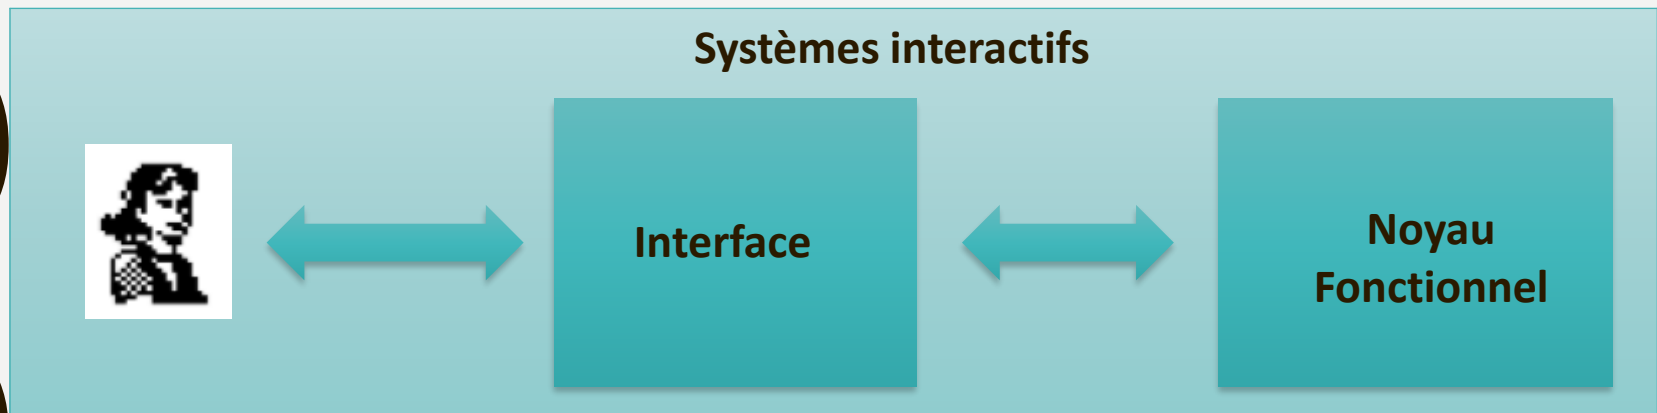 Systèmes interactifs
Interface
Noyau
Fonctionnel